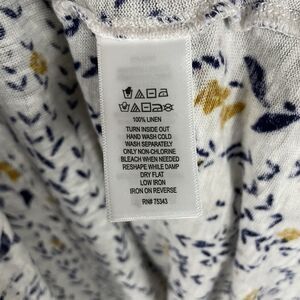 100% LINEN
TURN INSIDE OUT
HAND WASH COLD
WASH SEPARATELY
ONLY NON-CHLORINE
BLEACH WHEN NEEDED
RESHAPE WHILE DAMP
DRY FLAT
LOW IRON
IRON ON REVERSE
RN# 75343